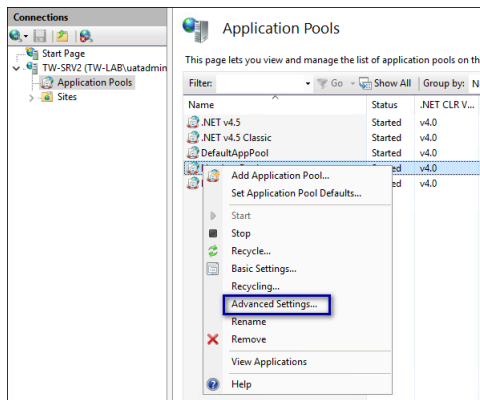 Connections
Application Pools
Start Page
TW-SRV2 (TW-LAB\uatadmin
Application Pools
Sites
This page lets you view and manage the list of application pools on th
Filter: Go Show All Group by: N
Name Status .NET CLR V...
.NET v4.5 Started v4.0
.NET v4.5 Classic Started v4.0
DefaultAppPool Started v4.0
ed v4.0
ed v4.0
Add Application Pool...
Set Application Pool Defaults...
Start
Stop
Recycle...
Basic Settings...
Recycling...
Advanced Settings...
Rename
Remove
View Applications
Help